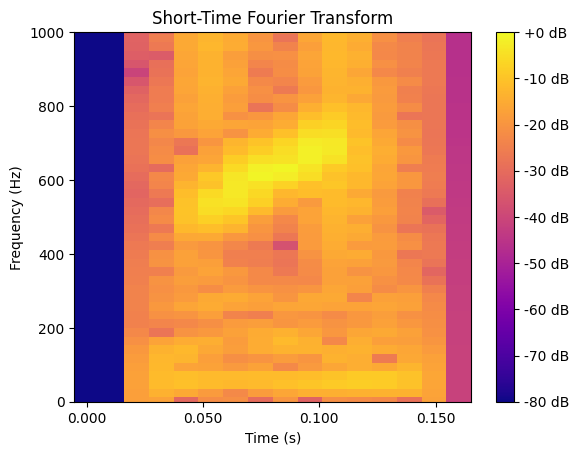 Short-Time Fourier Transform
1000
800
600
400
200
0
Frequency (Hz)
0.000
0.050
0.100
0.150
Time (s)
+0 dB
-10 dB
-20 dB
-30 dB
-40 dB
-50 dB
-60 dB
-70 dB
-80 dB